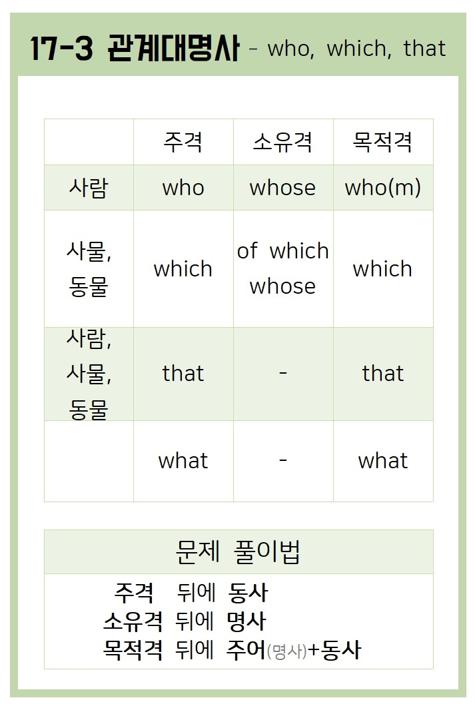 17-3 관계대명사 - who, which, that
주격 소유격 목적격
사람 who whose who(m)
사물, 동물 which of which whose which
사람, 사물, 동물 that - that
what - what
문제 풀이법
주격 뒤에 동사
소유격 뒤에 명사
목적격 뒤에 주어(명사)+동사